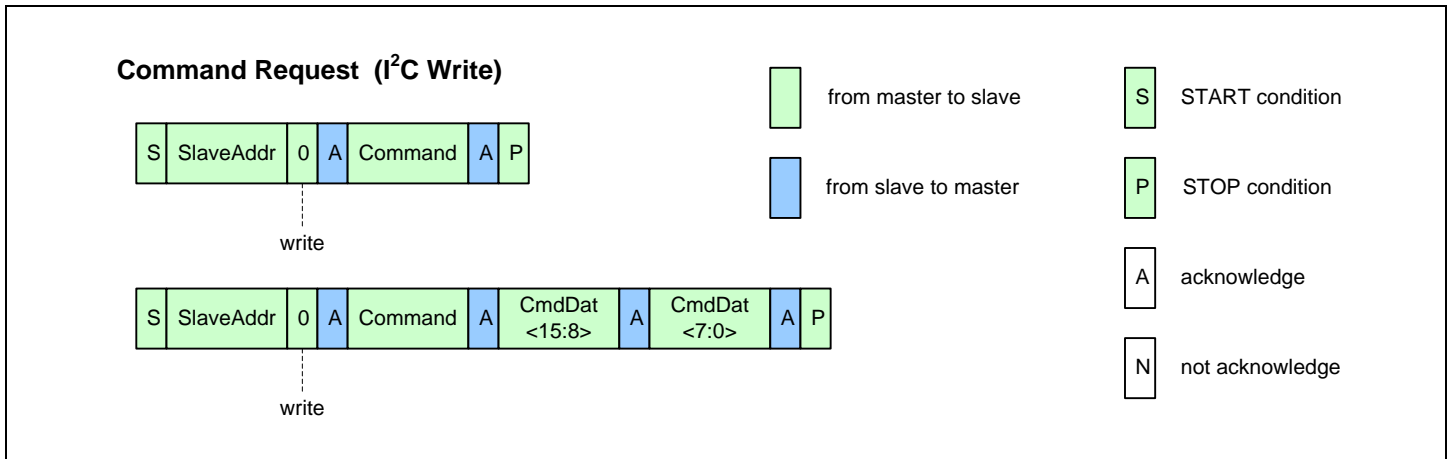 Command Request (I²C Write)
S SlaveAddr 0 A Command A P
write
S SlaveAddr 0 A Command A CmdDat <15:8> A CmdDat <7:0> A P
write
from master to slave
from slave to master
S START condition
P STOP condition
A acknowledge
N not acknowledge